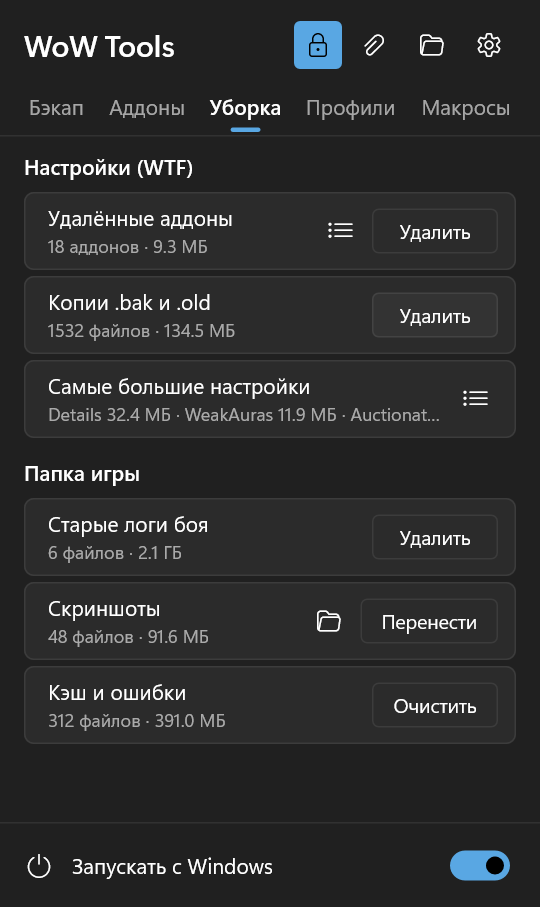 WoW Tools
Бэкап Аддоны Уборка Профили Макросы
Настройки (WTF)
Удалённые аддоны
18 аддонов · 9.3 МБ
Удалить
Копии .bak и .old
1532 файлов · 134.5 МБ
Удалить
Самые большие настройки
Details 32.4 МБ · WeakAuras 11.9 МБ · Auctionat...
Папка игры
Старые логи боя
6 файлов · 2.1 ГБ
Удалить
Скриншоты
48 файлов · 91.6 МБ
Перенести
Кэш и ошибки
312 файлов · 391.0 МБ
Очистить
Запускать с Windows